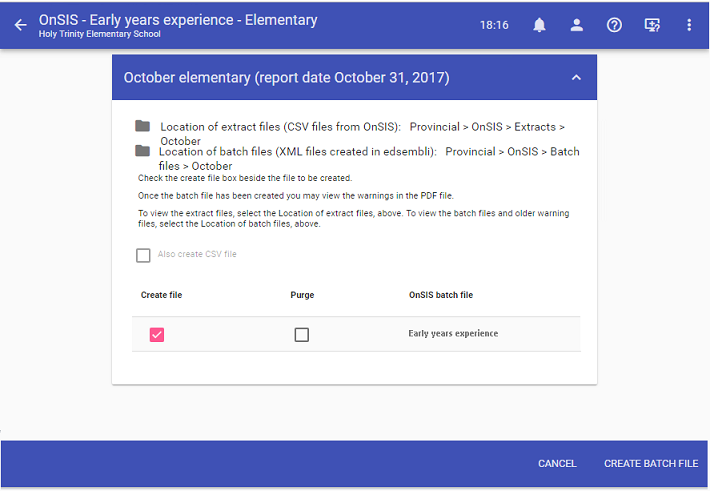 OnSIS - Early years experience - Elementary
Holy Trinity Elementary School
18:16
October elementary (report date October 31, 2017)
Location of extract files (CSV files from OnSIS): Provincial > OnSIS > Extracts >
October
Location of batch files (XML files created in edsembli): Provincial > OnSIS > Batch
files > October
Check the create file box beside the file to be created.
Once the batch file has been created you may view the warnings in the PDF file.
To view the extract files, select the Location of extract files, above. To view the batch files and older warning
files, select the Location of batch files, above.
Also create CSV file
Create file Purge OnSIS batch file
Early years experience
CANCEL CREATE BATCH FILE